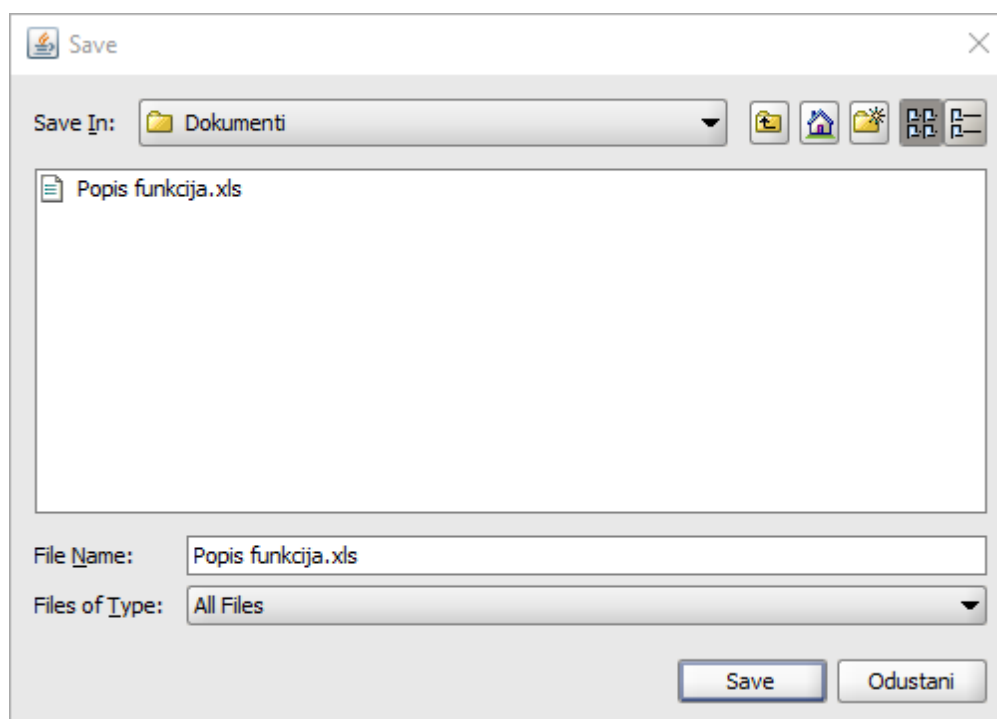 Save
Save In: Dokumenti
Popis funkcija.xls
File Name: Popis funkcija.xls
Files of Type: All Files
Save Odustani